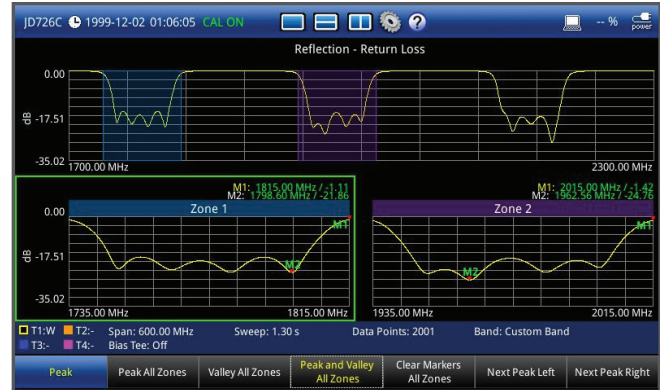 JD726C 1999-12-02 01:06:05 CAL ON -- % power
Reflection - Return Loss
0.00
dB
-17.51
-35.02
1700.00 MHz 2300.00 MHz
M1: 1815.00 MHz / -1.11
M2: 1798.60 MHz / -21.86
Zone 1
0.00
M1
dB
-17.51
M2
-35.02
1735.00 MHz 1815.00 MHz
M1: 2015.00 MHz / -1.42
M2: 1962.56 MHz / -24.76
Zone 2
M1
M2
1935.00 MHz 2015.00 MHz
T1:W T2:- Span: 600.00 MHz Sweep: 1.30 s Data Points: 2001 Band: Custom Band
T3:- T4:- Bias Tee: Off
Peak
Peak All Zones
Valley All Zones
Peak and Valley
All Zones
Clear Markers
All Zones
Next Peak Left
Next Peak Right